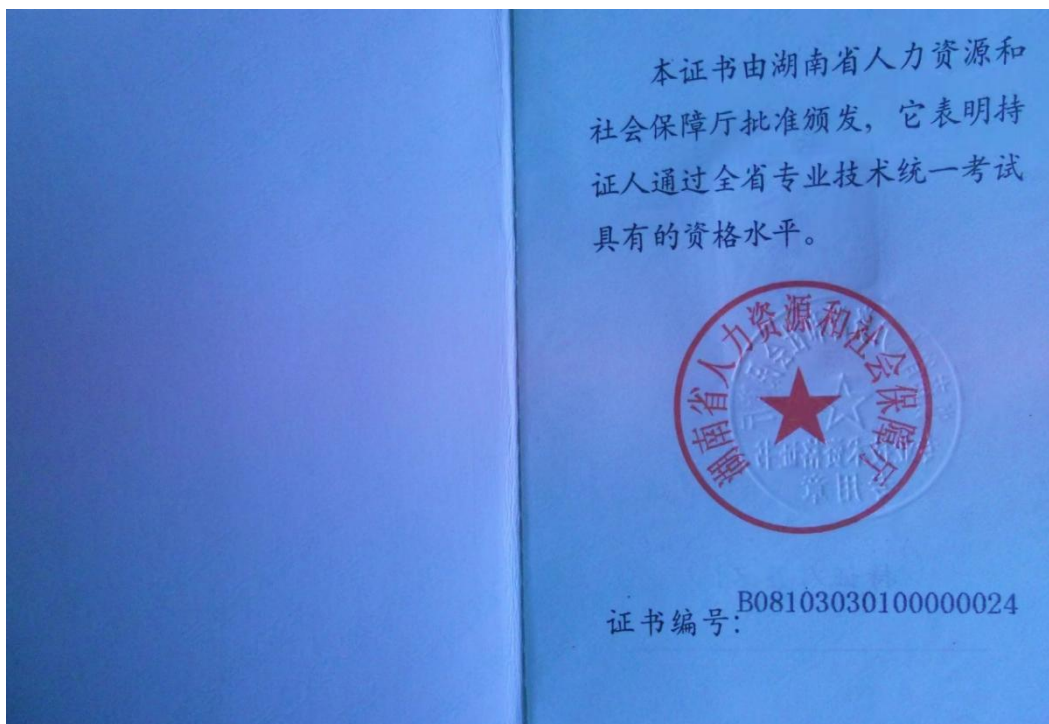 本证书由湖南省人力资源和
社会保障厅批准颁发，它表明持
证人通过全省专业技术统一考试
具有的资格水平。
湖南省人力资源和社会保障厅
证书编号:B08103030100000024